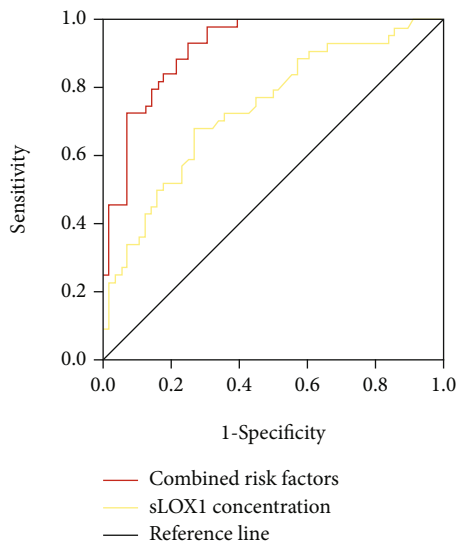 1.0
0.8
0.6
0.4
0.2
0.0
Sensitivity
0.0 0.2 0.4 0.6 0.8 1.0
1-Specificity
Combined risk factors
sLOX1 concentration
Reference line